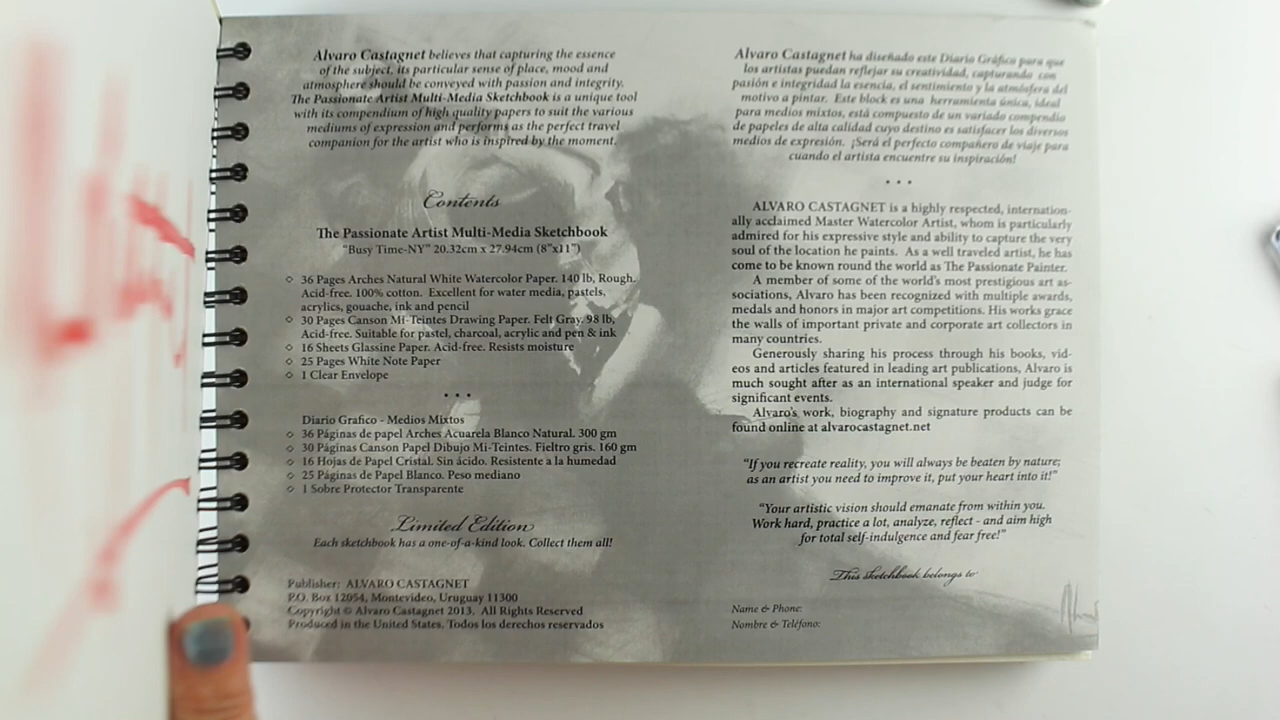 Alvaro Castagnet believes that capturing the essence
of the subject, its particular sense of place, mood and
atmosphere should be conveyed with passion and integrity.
The Passionate Artist Multi-Media Sketchbook is a unique tool
with its compendium of high quality papers to suit the various
mediums of expression and performs as the perfect travel
companion for the artist who is inspired by the moment.
Contents
The Passionate Artist Multi-Media Sketchbook
"Busy Time-NY" 20.32cm x 27.94cm (8"x11")
◇ 36 Pages Arches Natural White Watercolor Paper. 140 lb, Rough.
Acid-free. 100% cotton. Excellent for water media, pastels,
acrylics, gouache, ink and pencil
◇ 30 Pages Canson Mi-Teintes Drawing Paper. Felt Gray. 98 lb,
Acid-free. Suitable for pastel, charcoal, acrylic and pen & ink
◇ 16 Sheets Glassine Paper. Acid-free. Resists moisture
◇ 25 Pages White Note Paper
◇ 1 Clear Envelope
• • •
Diario Grafico - Medios Mixtos
◇ 36 Páginas de papel Arches Acuarela Blanco Natural. 300 gm
◇ 30 Páginas Canson Papel Dibujo Mi-Teintes. Fieltro gris. 160 gm
◇ 16 Hojas de Papel Cristal. Sin ácido. Resistente a la humedad
◇ 25 Páginas de Papel Blanco. Peso mediano
◇ 1 Sobre Protector Transparente
Limited Edition
Each sketchbook has a one-of-a-kind look. Collect them all!
Publisher: ALVARO CASTAGNET
P.O. Box 12054, Montevideo, Uruguay 11300
Copyright © Alvaro Castagnet 2013. All Rights Reserved
Produced in the United States. Todos los derechos reservados
Alvaro Castagnet ha diseñado este Diario Gráfico para que
los artistas puedan reflejar su creatividad, capturando con
pasión e integridad la esencia, el sentimiento y la atmósfera del
motivo a pintar. Este block es una herramienta única, ideal
para medios mixtos, está compuesto de un variado compendio
de papeles de alta calidad cuyo destino es satisfacer los diversos
medios de expresión. ¡Será el perfecto compañero de viaje para
cuando el artista encuentre su inspiración!
• • •
ALVARO CASTAGNET is a highly respected, internation-
ally acclaimed Master Watercolor Artist, whom is particularly
admired for his expressive style and ability to capture the very
soul of the location he paints. As a well traveled artist, he has
come to be known round the world as The Passionate Painter.
A member of some of the world's most prestigious art as-
sociations, Alvaro has been recognized with multiple awards,
medals and honors in major art competitions. His works grace
the walls of important private and corporate art collectors in
many countries.
Generously sharing his process through his books, vid-
eos and articles featured in leading art publications, Alvaro is
much sought after as an international speaker and judge for
significant events.
Alvaro's work, biography and signature products can be
found online at alvarocastagnet.net
"If you recreate reality, you will always be beaten by nature;
as an artist you need to improve it, put your heart into it!"
"Your artistic vision should emanate from within you.
Work hard, practice a lot, analyze, reflect - and aim high
for total self-indulgence and fear free!"
This sketchbook belongs to
Name & Phone:
Nombre & Teléfono: